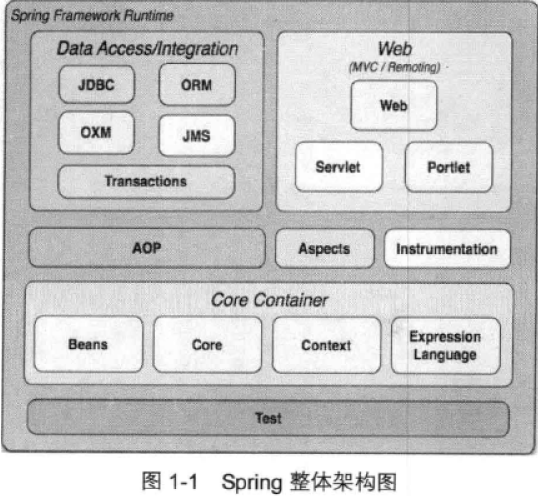 Spring Framework Runtime
Data Access/Integration
JDBC
ORM
OXM
JMS
Transactions
Web
(MVC / Remoting)
Web
Servlet
Portlet
AOP
Aspects
Instrumentation
Core Container
Beans
Core
Context
Expression
Language
Test
图 1-1 Spring 整体架构图